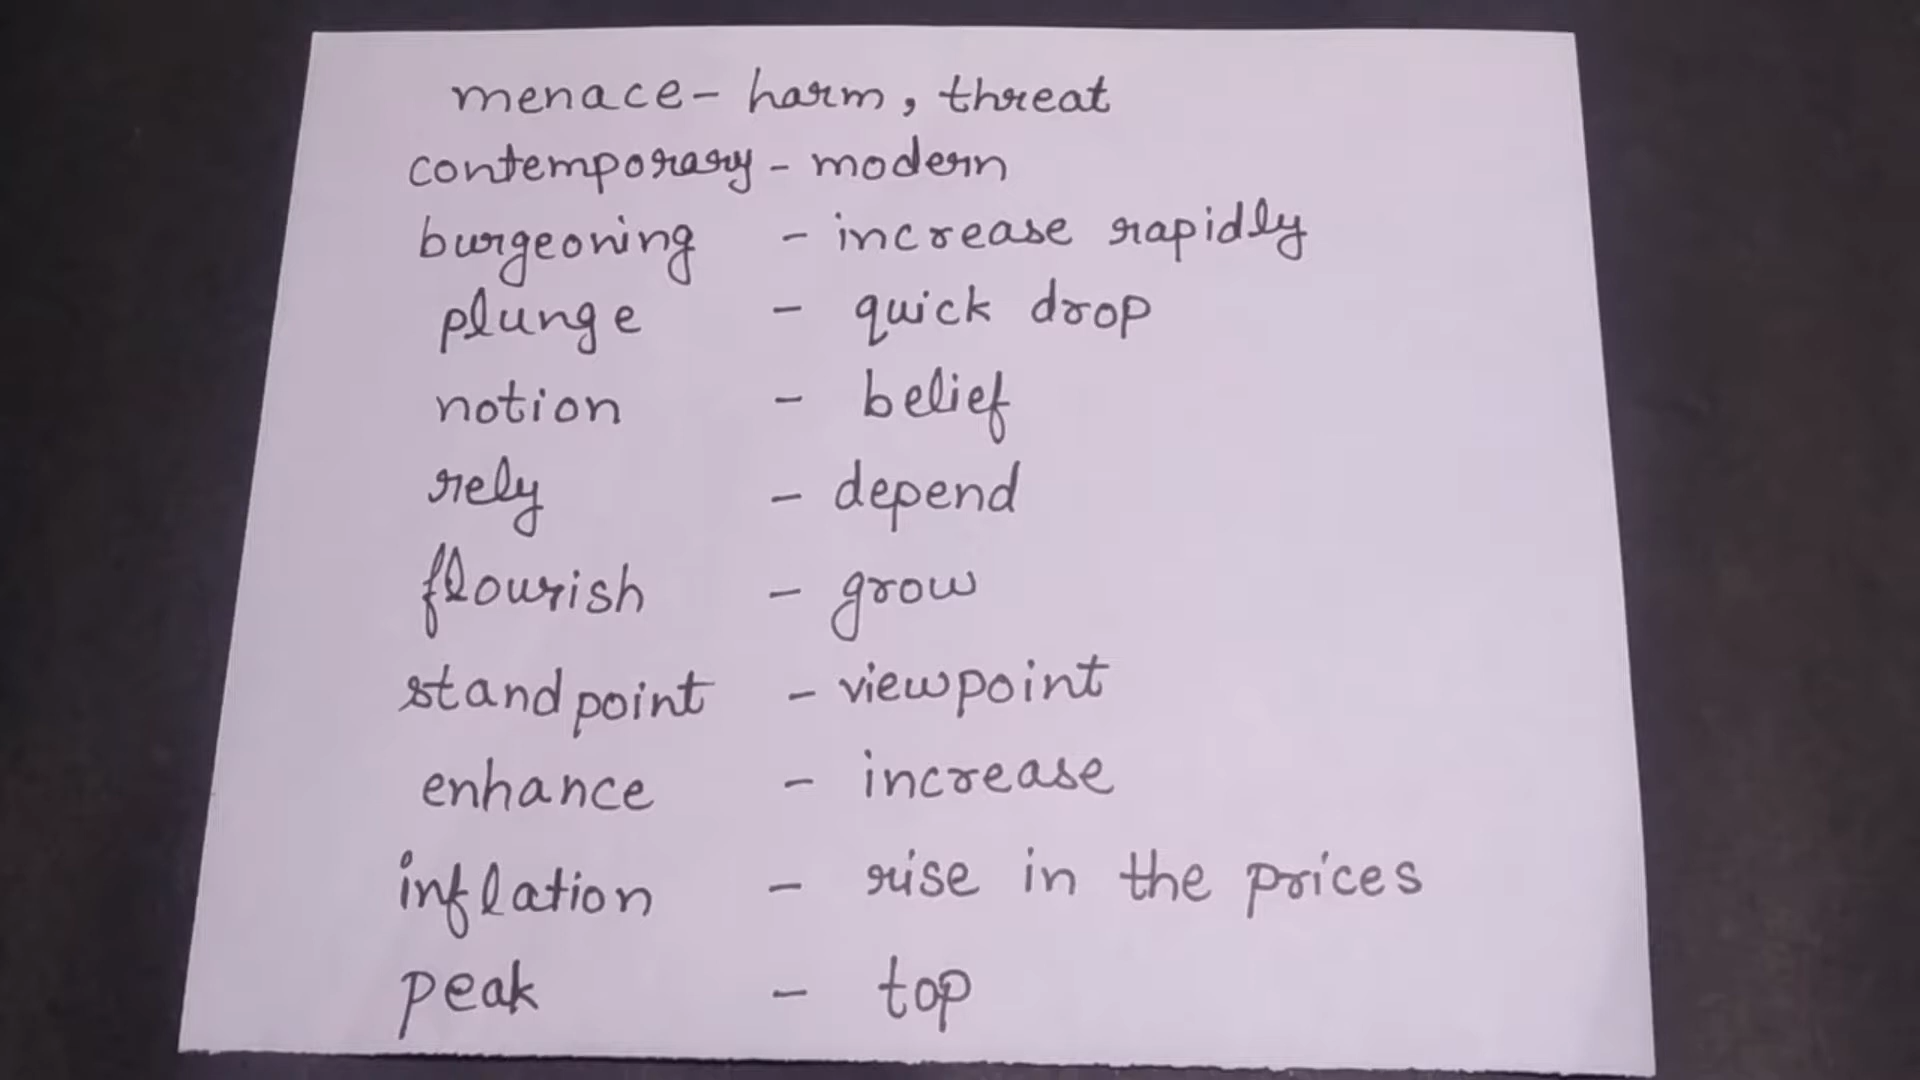 menace - harm, threat
contemporary - modern
burgeoning - increase rapidly
plunge - quick drop
notion - belief
rely - depend
flourish - grow
standpoint - viewpoint
enhance - increase
inflation - rise in the prices
peak - top